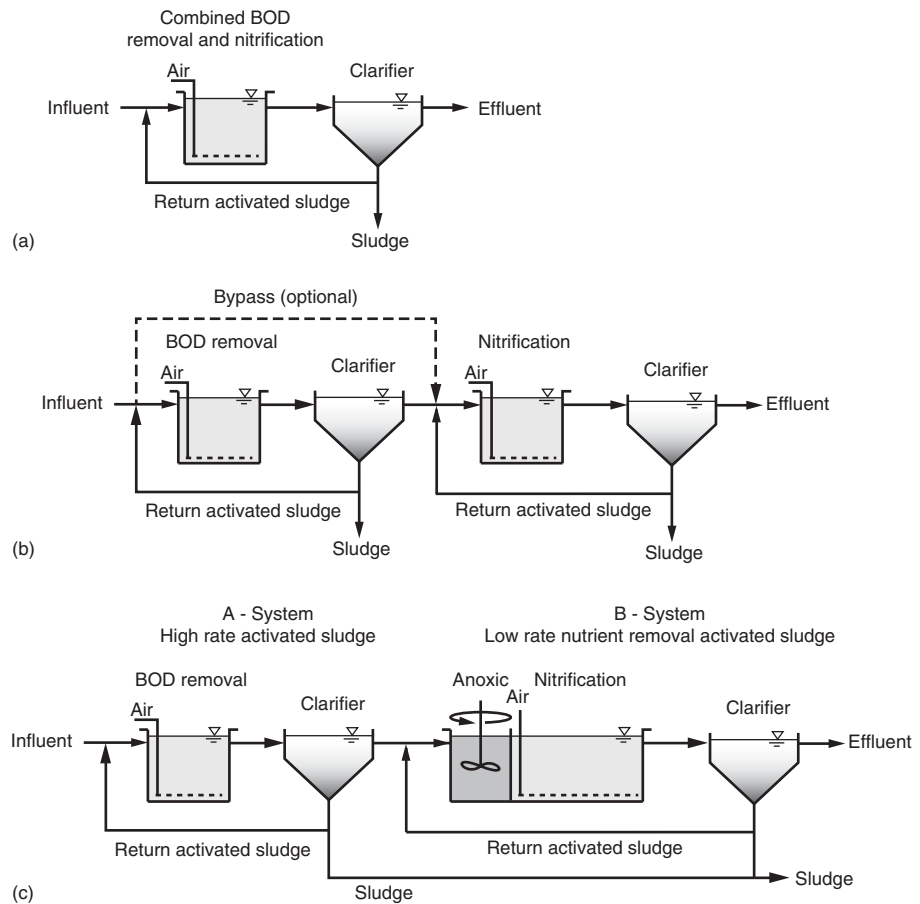 Combined BOD
removal and nitrification
Air
Clarifier
Influent
Effluent
Return activated sludge
Sludge
(a)
Bypass (optional)
BOD removal
Nitrification
Clarifier
Clarifier
Air
Air
Influent
Effluent
Return activated sludge
Return activated sludge
Sludge
Sludge
(b)
A - System
High rate activated sludge
B - System
Low rate nutrient removal activated sludge
BOD removal
Anoxic
Nitrification
Air
Clarifier
Air
Clarifier
Influent
Effluent
Return activated sludge
Return activated sludge
Sludge
Sludge
(c)